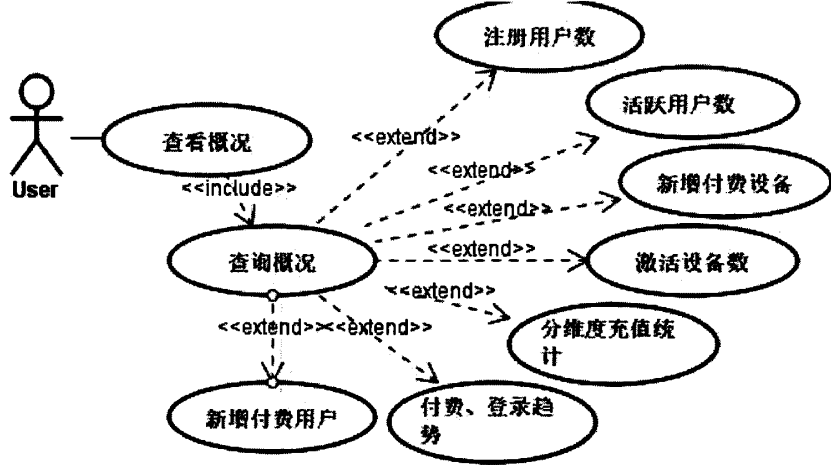 注册用户数
活跃用户数
查看概况
<<extend>>
User
<<include>>
<<extend>>
新增付费设备
<<extend>>
查询概况
<<extend>>
激活设备数
<<extend>>
<<extend>>
<<extend>>
分维度充值统
计
新增付费用户
付费、登录趋
势